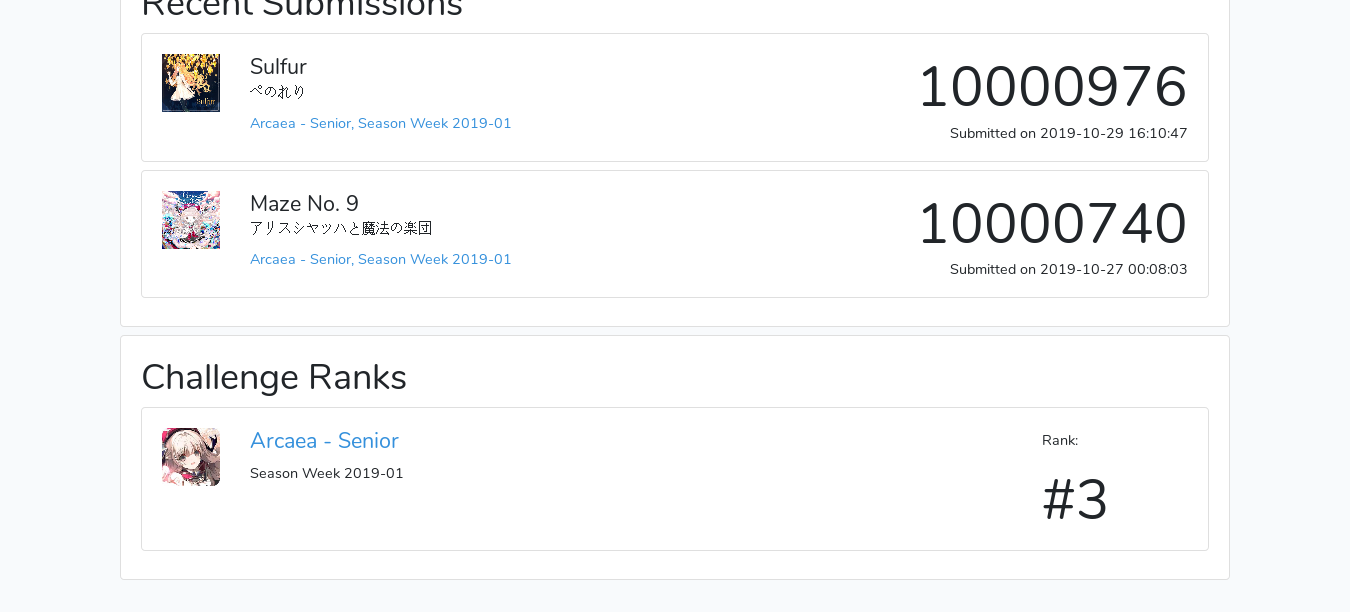 Recent Submissions
Sulfur
ぺのれり
Arcaea - Senior, Season Week 2019-01
10000976
Submitted on 2019-10-29 16:10:47
Maze No. 9
アリスシャッハと魔法の楽団
Arcaea - Senior, Season Week 2019-01
10000740
Submitted on 2019-10-27 00:08:03
Challenge Ranks
Arcaea - Senior
Season Week 2019-01
Rank:
#3